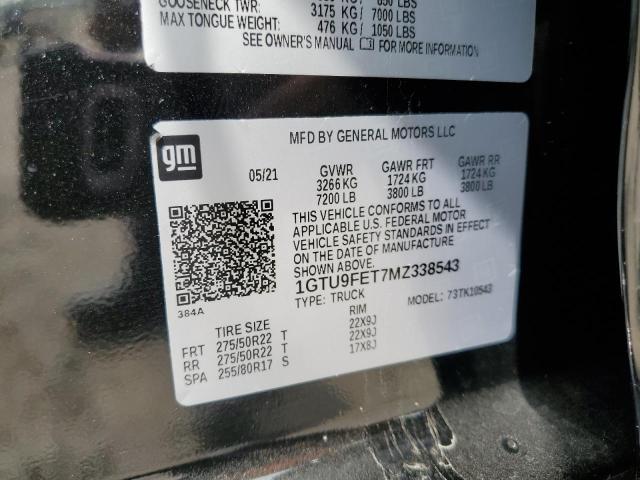 GOOSENECK TWR: 3175 KG/ 7000 LBS
MAX TONGUE WEIGHT: 476 KG/ 1050 LBS
SEE OWNER'S MANUAL FOR MORE INFORMATION
gm
MFD BY GENERAL MOTORS LLC
05/21 GVWR GAWR FRT GAWR RR
3266 KG 1724 KG 1724 KG
7200 LB 3800 LB 3800 LB
THIS VEHICLE CONFORMS TO ALL
APPLICABLE U.S. FEDERAL MOTOR
VEHICLE SAFETY STANDARDS IN EFFECT
ON THE DATE OF MANUFACTURE
SHOWN ABOVE.
1GTU9FET7MZ338543
TYPE: TRUCK MODEL: 73TK10543
384A
TIRE SIZE RIM
FRT 275/50R22 T 22X9J
RR 275/50R22 T 22X9J
SPA 255/80R17 S 17X8J